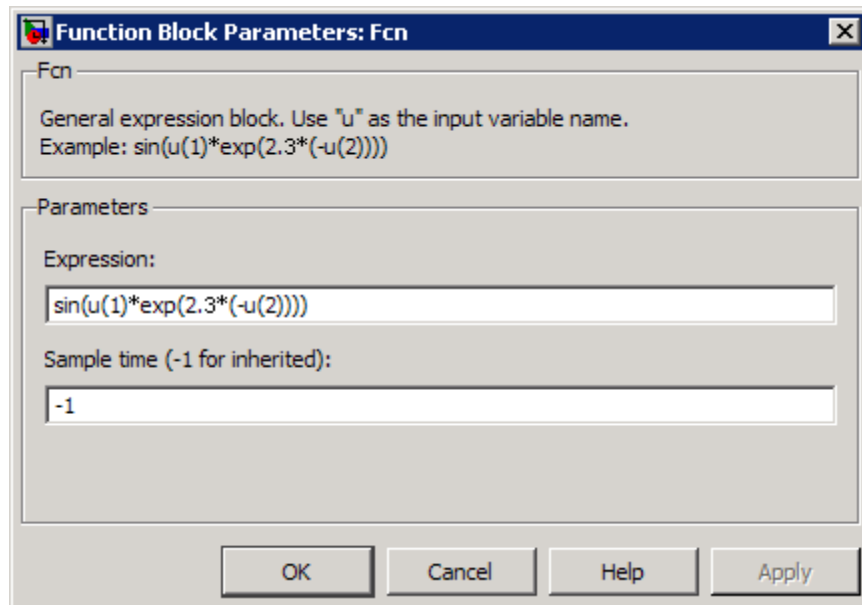 Function Block Parameters: Fcn
Fcn
General expression block. Use "u" as the input variable name.
Example: sin(u(1)*exp(2.3*(-u(2))))
Parameters
Expression:
sin(u(1)*exp(2.3*(-u(2))))
Sample time (-1 for inherited):
-1
OK Cancel Help Apply